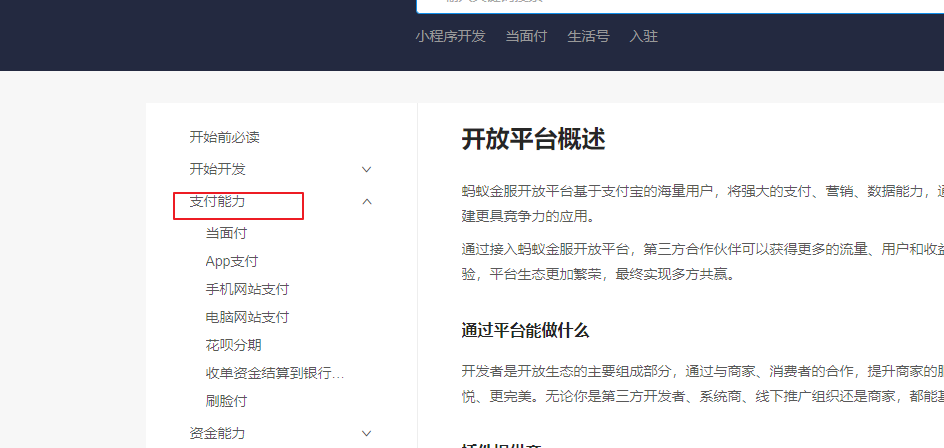 小程序开发 当面付 生活号 入驻
开始前必读
开始开发
支付能力
当面付
App支付
手机网站支付
电脑网站支付
花呗分期
收单资金结算到银行...
刷脸付
资金能力
开放平台概述
蚂蚁金服开放平台基于支付宝的海量用户，将强大的支付、营销、数据能力，通
建更具竞争力的应用。
通过接入蚂蚁金服开放平台，第三方合作伙伴可以获得更多的流量、用户和收益
验，平台生态更加繁荣，最终实现多方共赢。
通过平台能做什么
开发者是开放生态的主要组成部分，通过与商家、消费者的合作，提升商家的服
悦、更完美。无论你是第三方开发者、系统商、线下推广组织还是商家，都能基